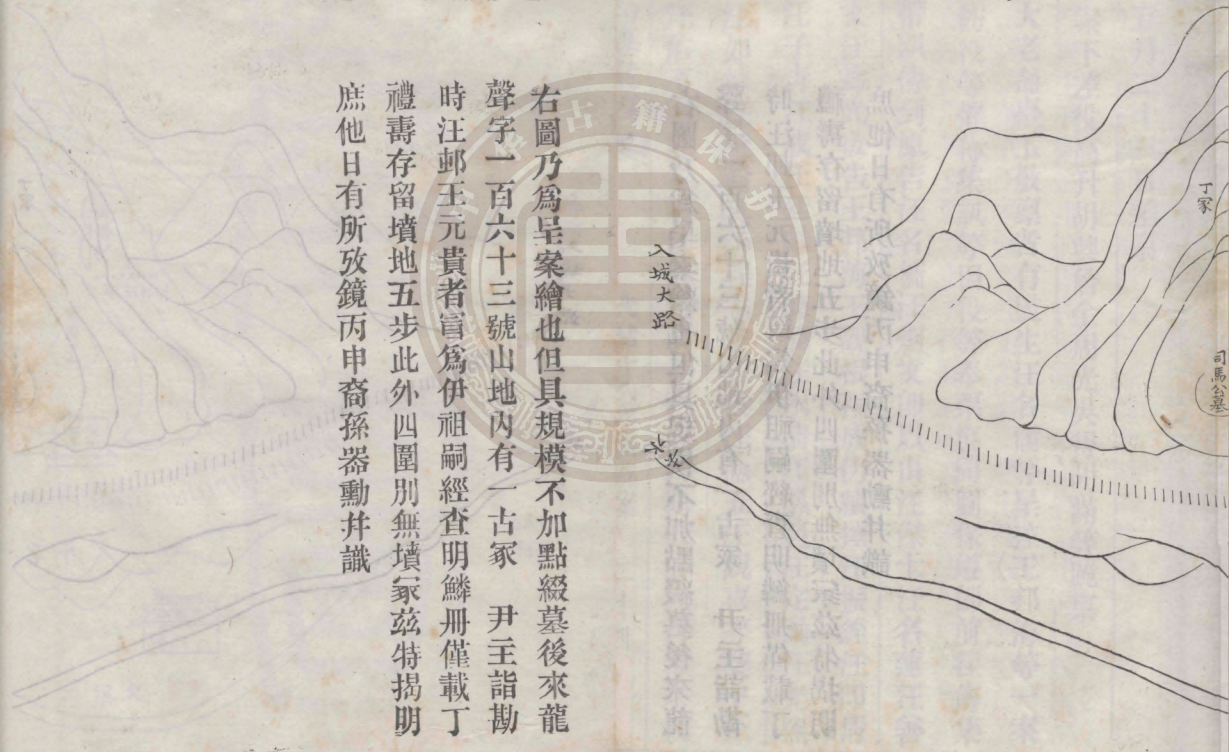 丁冢
司馬公墓
入城大路
右圖乃爲呈案繪也但具規模不加點綴墓後來龍
聲字一百六十三號山地內有一古冢　尹主詣勘
時汪邨王元貴者冒爲伊祖嗣經查明鱗册僅載丁
禮壽存留墳地五步此外四圍別無墳冢玆特揭明
庶他日有所攷鏡丙申裔孫器勳幷識